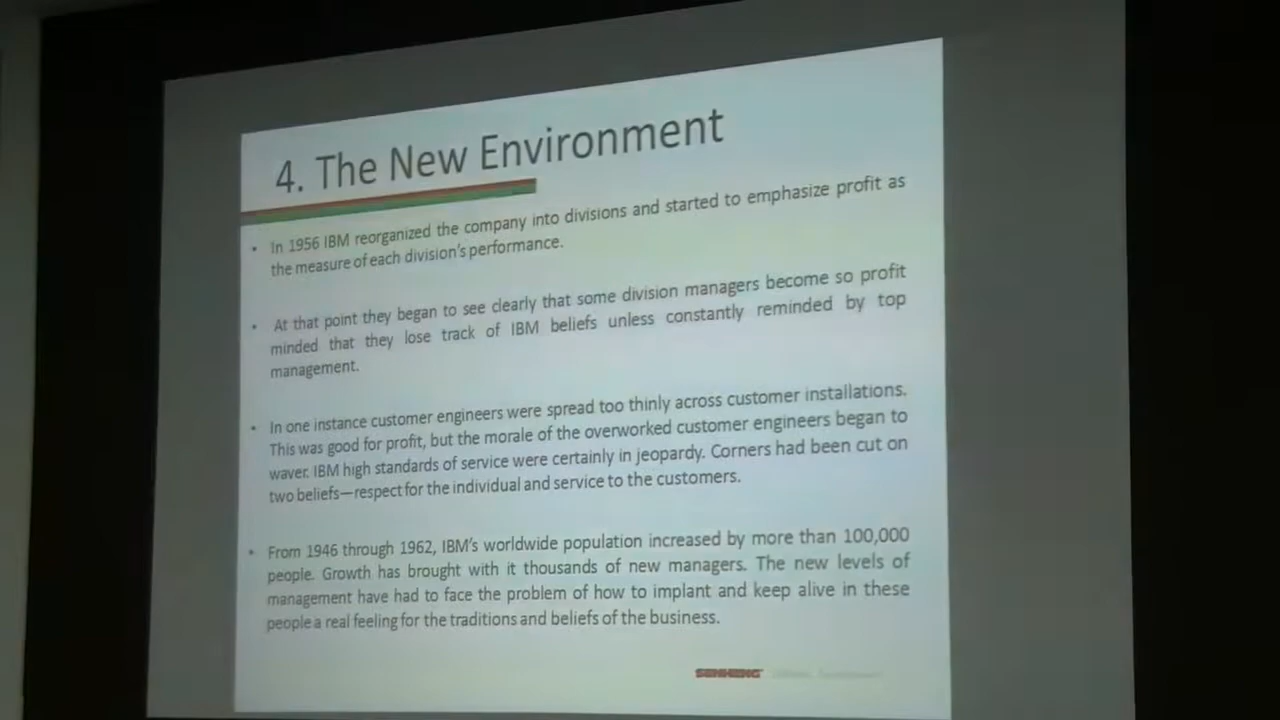 4. The New Environment
• In 1956 IBM reorganized the company into divisions and started to emphasize profit as
the measure of each division's performance.
• At that point they began to see clearly that some division managers become so profit
minded that they lose track of IBM beliefs unless constantly reminded by top
management.
• In one instance customer engineers were spread too thinly across customer installations.
This was good for profit, but the morale of the overworked customer engineers began to
waver. IBM high standards of service were certainly in jeopardy. Corners had been cut on
two beliefs—respect for the individual and service to the customers.
• From 1946 through 1962, IBM's worldwide population increased by more than 100,000
people. Growth has brought with it thousands of new managers. The new levels of
management have had to face the problem of how to implant and keep alive in these
people a real feeling for the traditions and beliefs of the business.
SENHENG